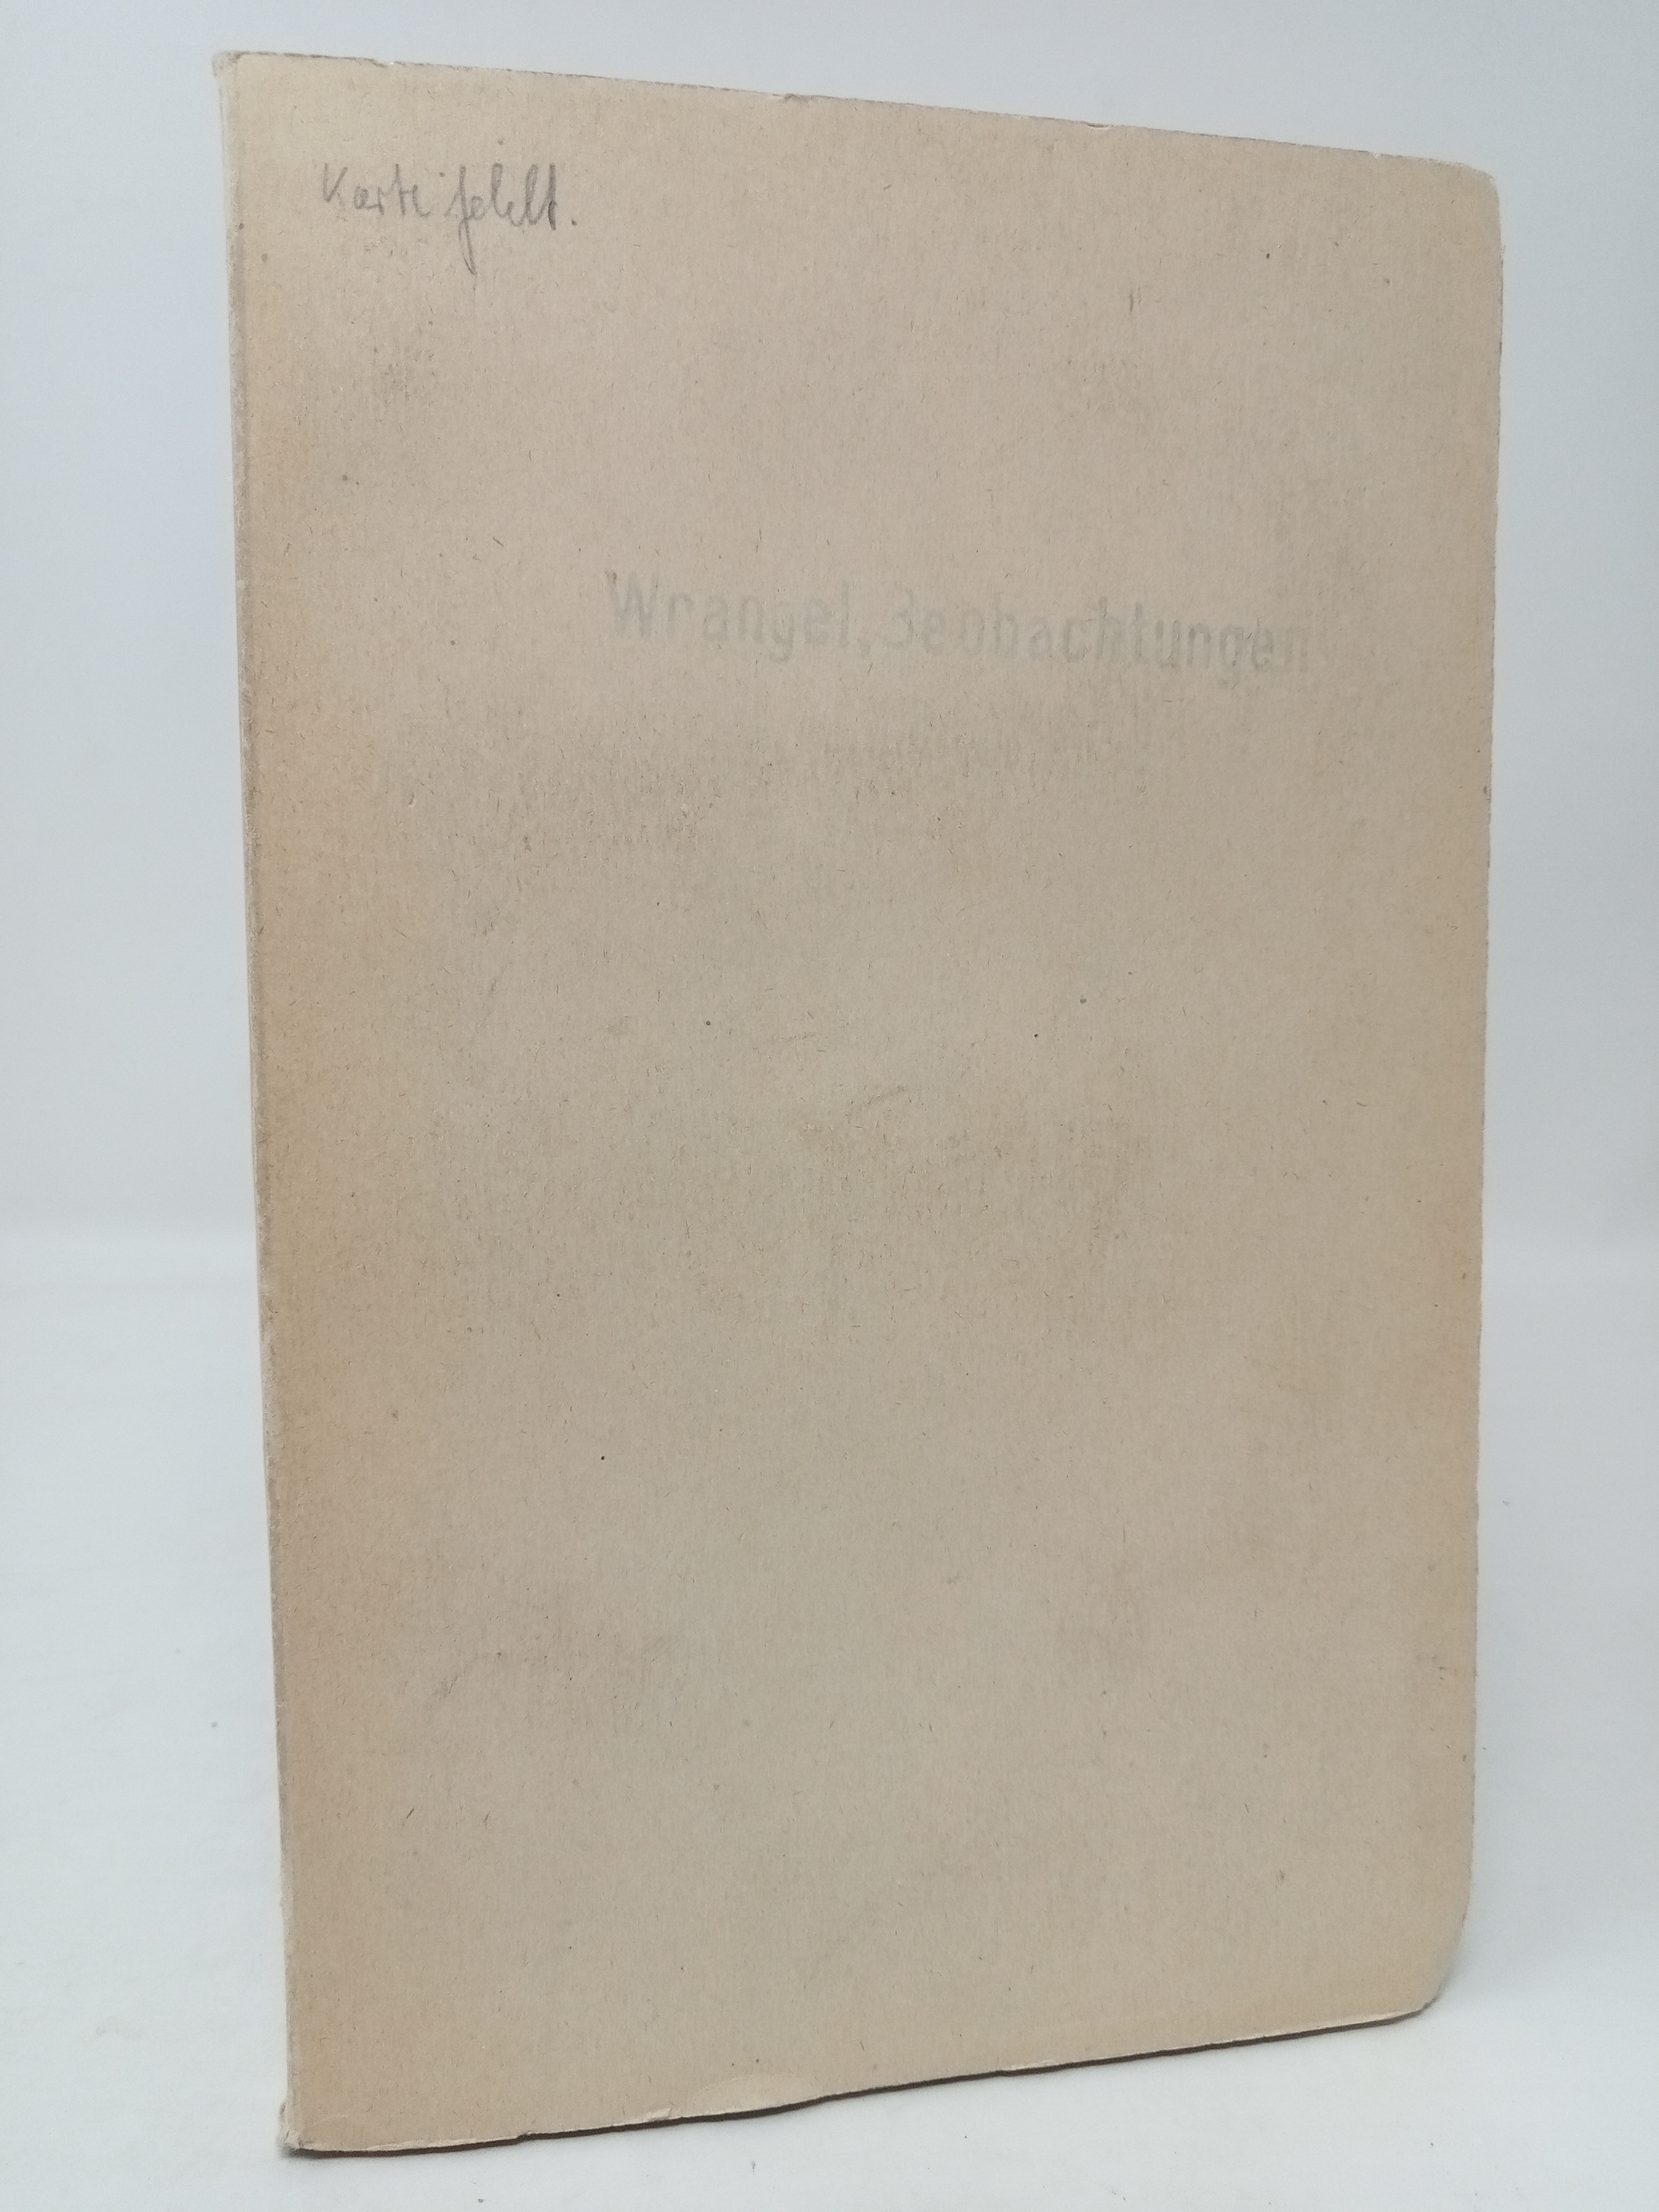 Karte fehlt.
Wrangel, Beobachtungen